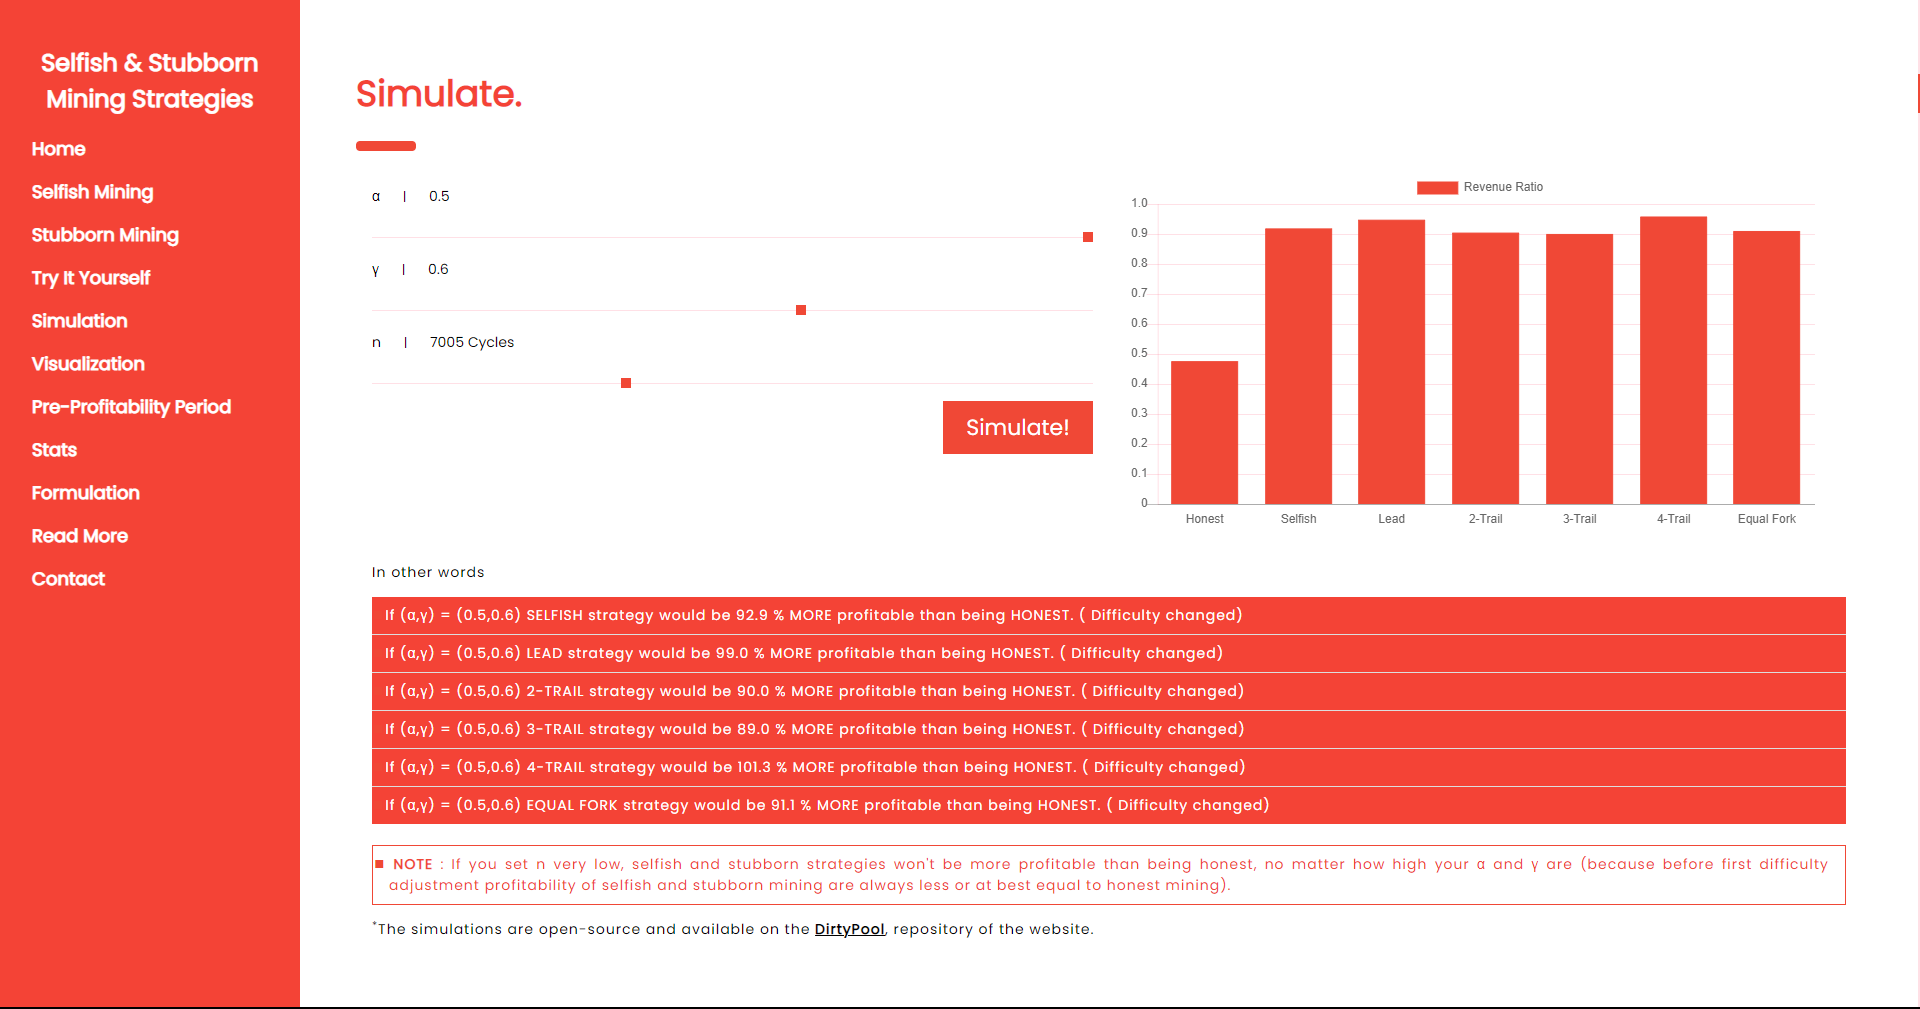 Selfish & Stubborn
Mining Strategies
Home
Selfish Mining
Stubborn Mining
Try It Yourself
Simulation
Visualization
Pre-Profitability Period
Stats
Formulation
Read More
Contact
Simulate.
α | 0.5
γ | 0.6
n | 7005 Cycles
Simulate!
Revenue Ratio
1.0
0.9
0.8
0.7
0.6
0.5
0.4
0.3
0.2
0.1
0
Honest Selfish Lead 2-Trail 3-Trail 4-Trail Equal Fork
In other words
If (α,γ) = (0.5,0.6) SELFISH strategy would be 92.9 % MORE profitable than being HONEST. ( Difficulty changed)
If (α,γ) = (0.5,0.6) LEAD strategy would be 99.0 % MORE profitable than being HONEST. ( Difficulty changed)
If (α,γ) = (0.5,0.6) 2-TRAIL strategy would be 90.0 % MORE profitable than being HONEST. ( Difficulty changed)
If (α,γ) = (0.5,0.6) 3-TRAIL strategy would be 89.0 % MORE profitable than being HONEST. ( Difficulty changed)
If (α,γ) = (0.5,0.6) 4-TRAIL strategy would be 101.3 % MORE profitable than being HONEST. ( Difficulty changed)
If (α,γ) = (0.5,0.6) EQUAL FORK strategy would be 91.1 % MORE profitable than being HONEST. ( Difficulty changed)
■ NOTE : If you set n very low, selfish and stubborn strategies won't be more profitable than being honest, no matter how high your α and γ are (because before first difficulty
adjustment profitability of selfish and stubborn mining are always less or at best equal to honest mining).
*The simulations are open-source and available on the DirtyPool, repository of the website.